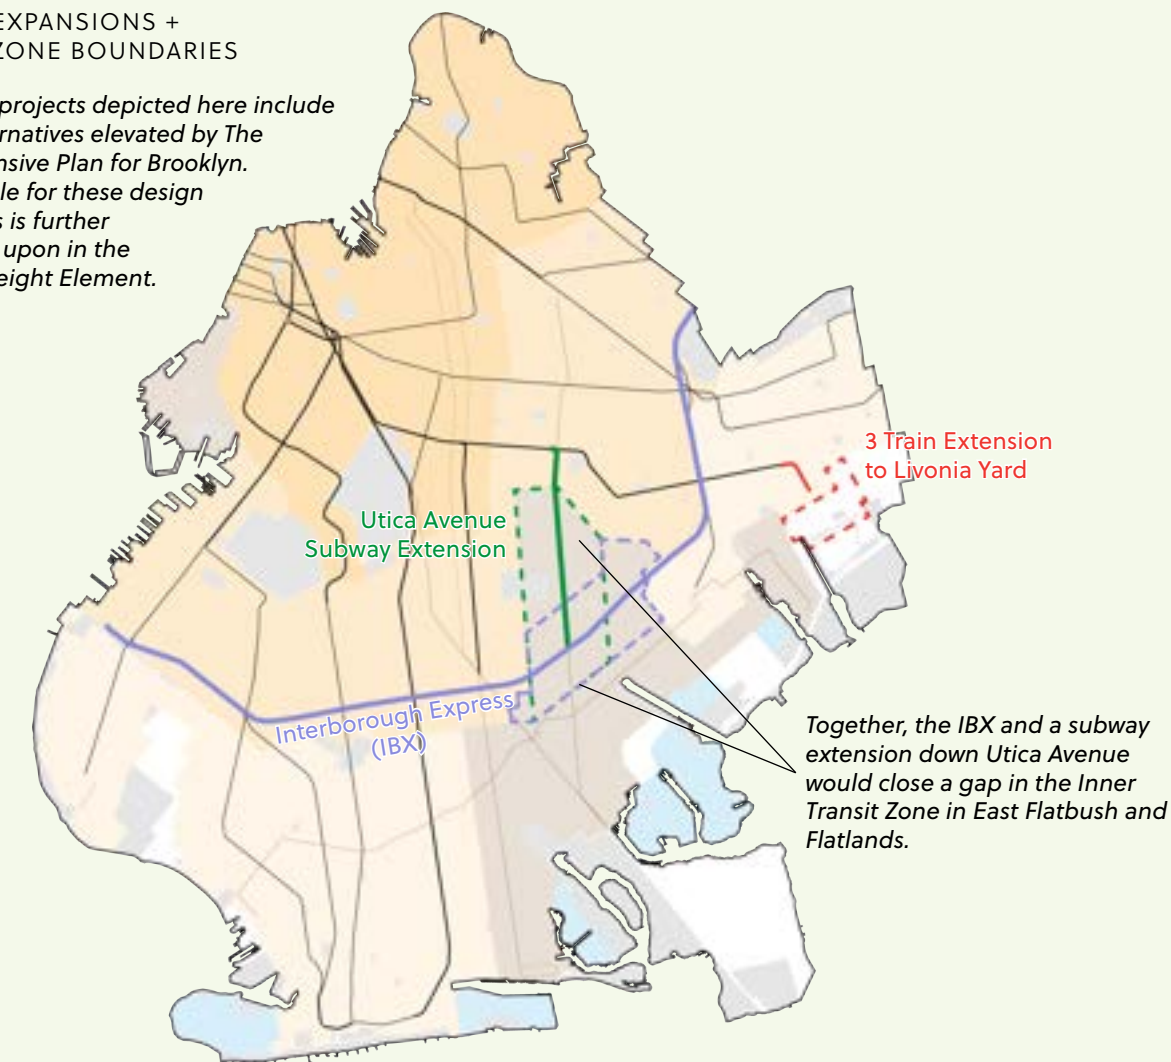 EXPANSIONS +
ZONE BOUNDARIES
projects depicted here include
rnatives elevated by The
nsive Plan for Brooklyn.
le for these design
s is further
upon in the
eight Element.
3 Train Extension
to Livonia Yard
Utica Avenue
Subway Extension
Interborough Express
(IBX)
Together, the IBX and a subway
extension down Utica Avenue
would close a gap in the Inner
Transit Zone in East Flatbush and
Flatlands.